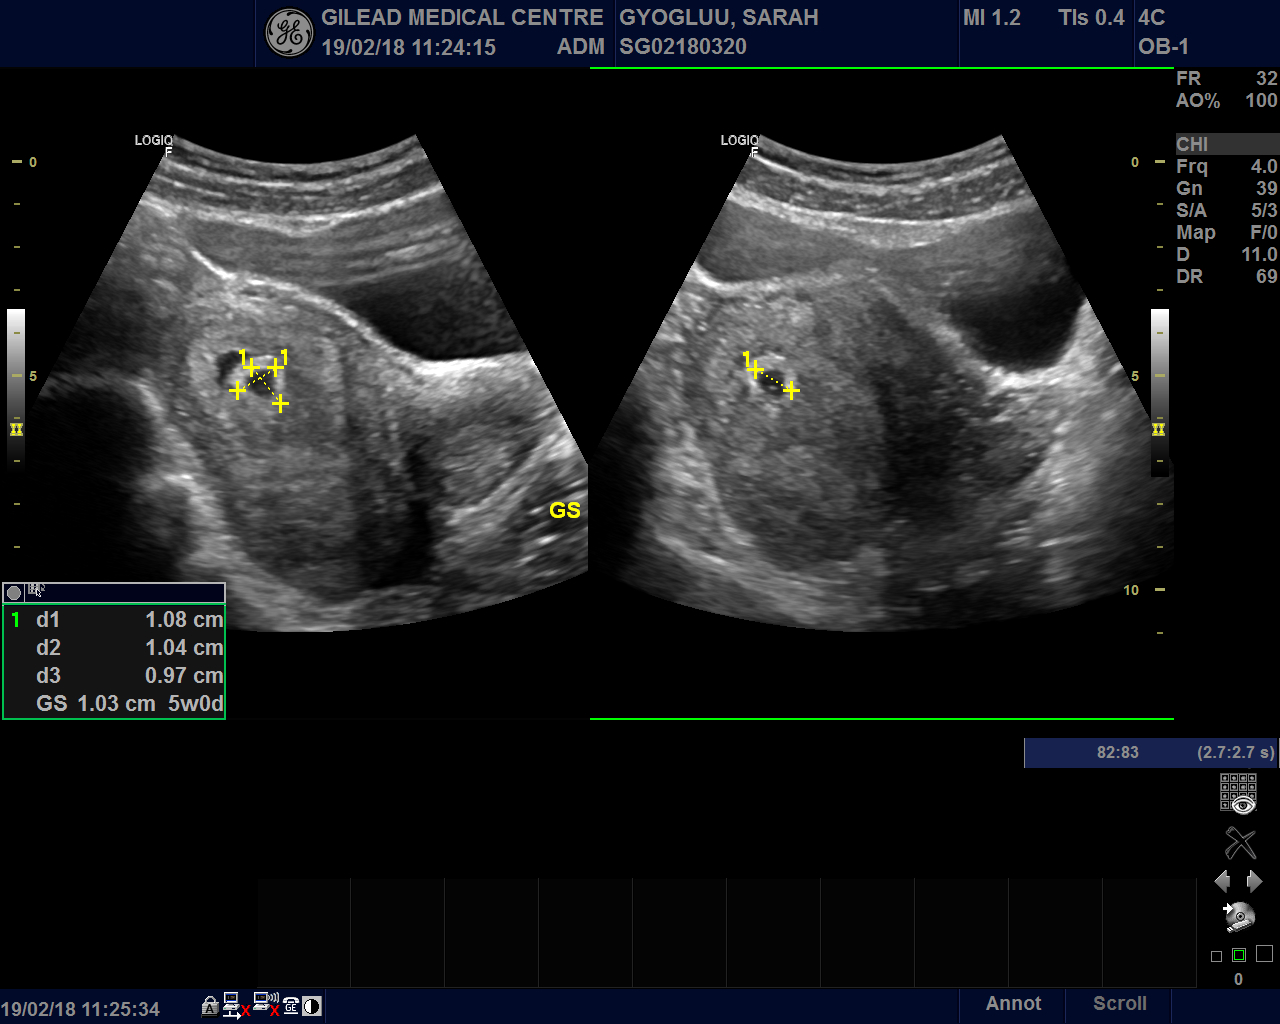 GILEAD MEDICAL CENTRE
19/02/18 11:24:15 ADM
GYOGLUU, SARAH
SG02180320
MI 1.2 TIs 0.4
4C
OB-1
FR 32
AO% 100
CHI
Frq 4.0
Gn 39
S/A 5/3
Map F/0
D 11.0
DR 69
LOGIQ
F
LOGIQ
F
0
5
0
5
10
1
1
1
GS
1 d1 1.08 cm
d2 1.04 cm
d3 0.97 cm
GS 1.03 cm 5w0d
82:83 (2.7:2.7 s)
0
19/02/18 11:25:34
A
GE
Annot
Scroll